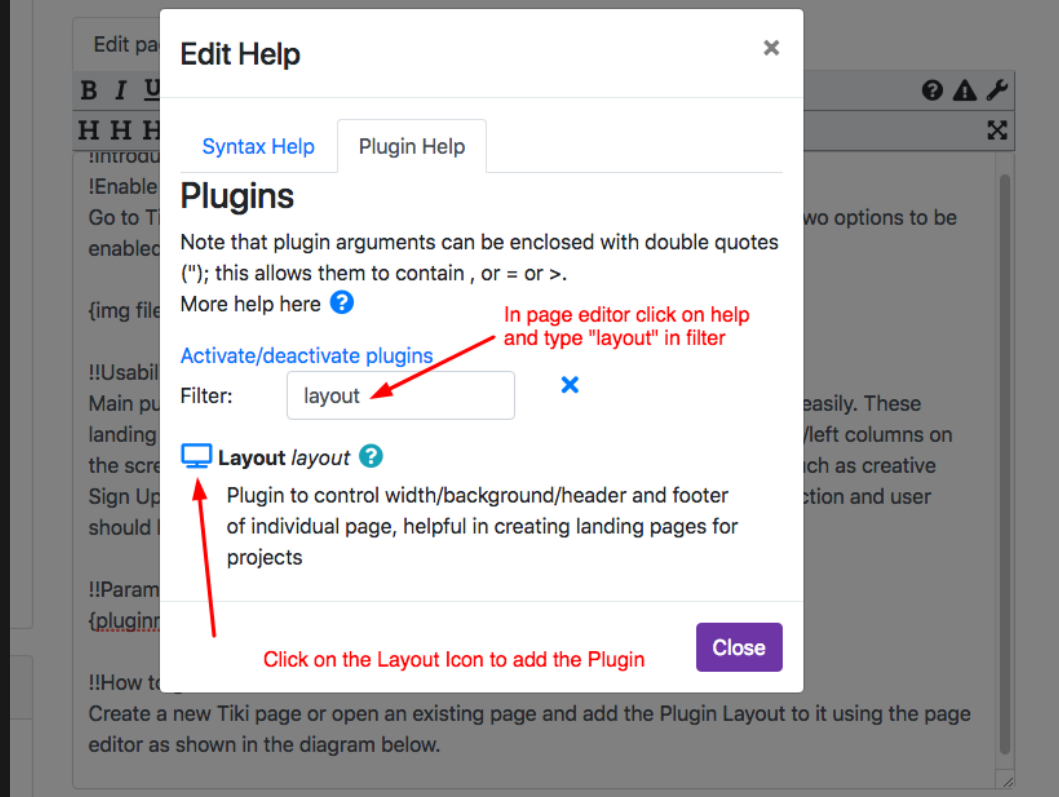 Edit pa
Edit Help
×
B I U
H H H
Syntax Help
Plugin Help
!Introdu
!Enable
Go to Ti
wo options to be
enabled
{img file
!!Usabil
Main pu
easily. These
landing
/left columns on
the scre
uch as creative
Sign Up
ction and user
should
!!Param
{pluginr
!!How to
Create a new Tiki page or open an existing page and add the Plugin Layout to it using the page
editor as shown in the diagram below.
Plugins
Note that plugin arguments can be enclosed with double quotes
("); this allows them to contain , or = or >.
More help here ?
In page editor click on help
and type "layout" in filter
Activate/deactivate plugins
Filter:
layout
Layout layout ?
Plugin to control width/background/header and footer
of individual page, helpful in creating landing pages for
projects
Click on the Layout Icon to add the Plugin
Close